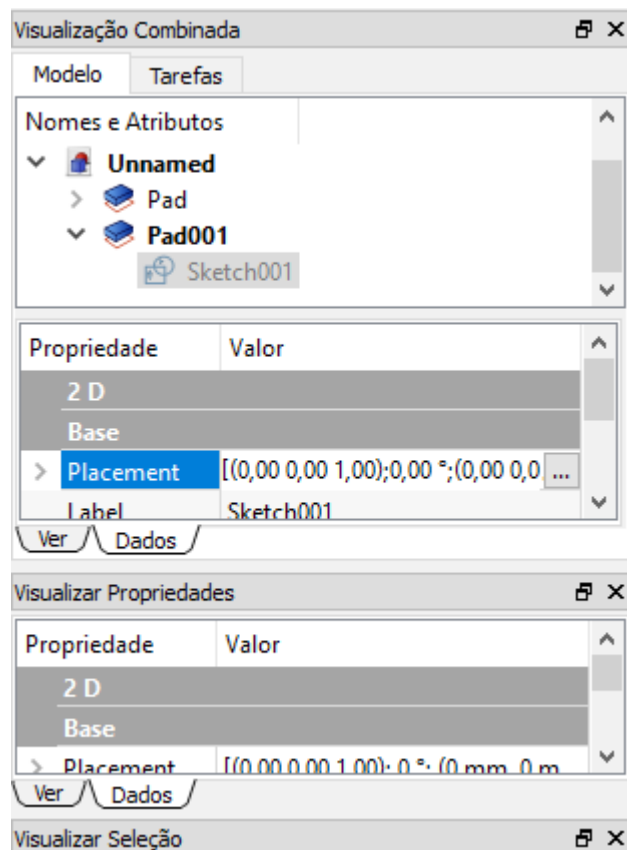 Visualização Combinada
Modelo Tarefas
Nomes e Atributos
Unnamed
Pad
Pad001
Sketch001
Propriedade Valor
2 D
Base
Placement [(0,00 0,00 1,00);0,00 °;(0,00 0,0 ...
Label Sketch001
Ver Dados
Visualizar Propriedades
Propriedade Valor
2 D
Base
Placement [(0,00 0,00 1,00); 0 °; (0 mm 0 m
Ver Dados
Visualizar Seleção